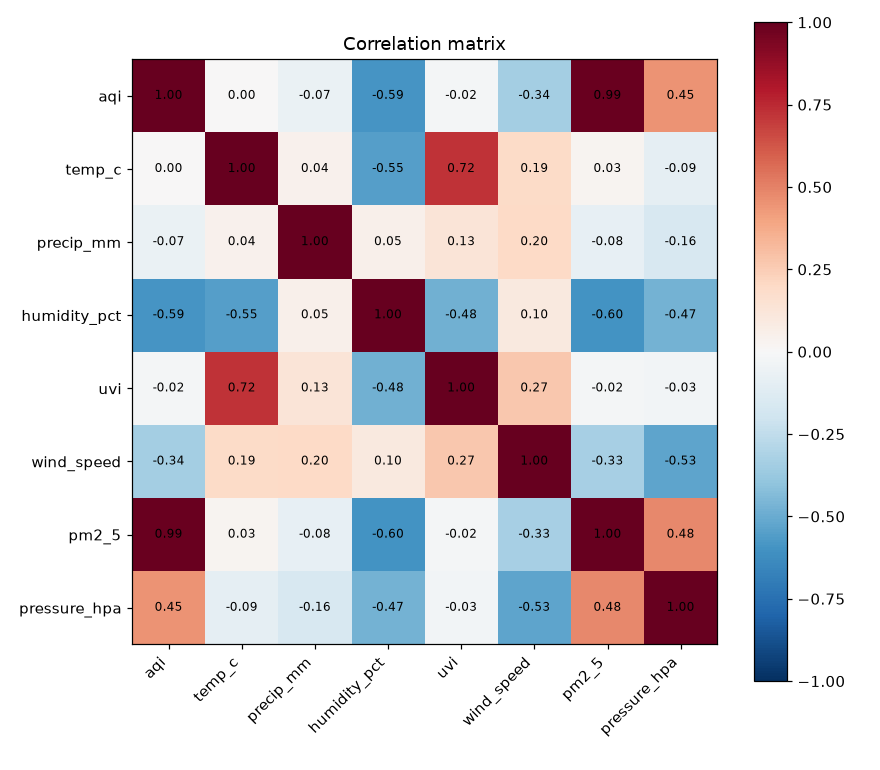 Correlation matrix
aqi 1.00 0.00 -0.07 -0.59 -0.02 -0.34 0.99 0.45
temp_c 0.00 1.00 0.04 -0.55 0.72 0.19 0.03 -0.09
precip_mm -0.07 0.04 1.00 0.05 0.13 0.20 -0.08 -0.16
humidity_pct -0.59 -0.55 0.05 1.00 -0.48 0.10 -0.60 -0.47
uvi -0.02 0.72 0.13 -0.48 1.00 0.27 -0.02 -0.03
wind_speed -0.34 0.19 0.20 0.10 0.27 1.00 -0.33 -0.53
pm2_5 0.99 0.03 -0.08 -0.60 -0.02 -0.33 1.00 0.48
pressure_hpa 0.45 -0.09 -0.16 -0.47 -0.03 -0.53 0.48 1.00
aqi temp_c precip_mm humidity_pct uvi wind_speed pm2_5 pressure_hpa
1.00
0.75
0.50
0.25
0.00
−0.25
−0.50
−0.75
−1.00